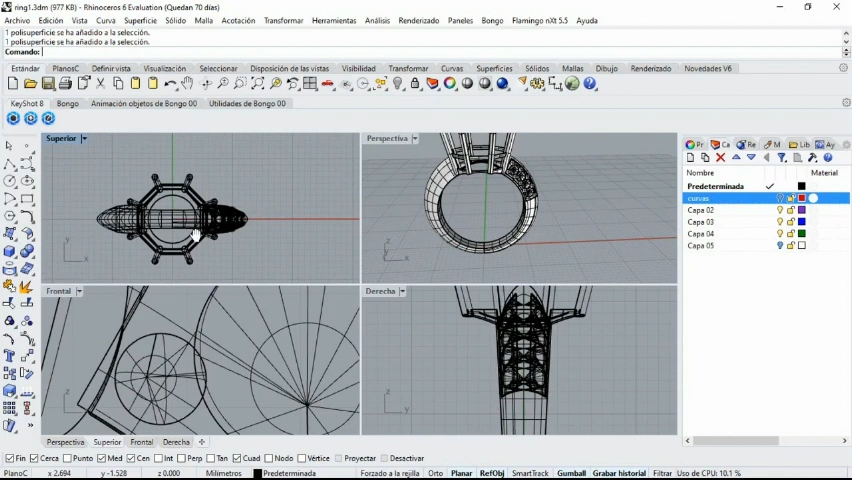 ring1.3dm (977 KB) - Rhinoceros 6 Evaluation (Quedan 70 días)
Archivo Edición Vista Curva Superficie Sólido Malla Acotación Transformar Herramientas Análisis Renderizado Paneles Bongo Flamingo nXt 5.5 Ayuda
1 polisuperficie se ha añadido a la selección.
1 polisuperficie se ha añadido a la selección.
Comando:
Estándar PlanosC Definir vista Visualización Seleccionar Disposición de las vistas Visibilidad Transformar Curvas Superficies Sólidos Mallas Dibujo Renderizado Novedades V6
KeyShot 8 Bongo Animación objetos de Bongo 00 Utilidades de Bongo 00
Superior
Perspectiva
Pr Ca Re M Lib Ay
Nombre Material
Predeterminada
curvas
Capa 02
Capa 03
Capa 04
Capa 05
y
x
z
y
x
Frontal
Derecha
z
x
z
y
Perspectiva Superior Frontal Derecha
Fin Cerca Punto Med Cen Int Perp Tan Cuad Nodo Vértice Proyectar Desactivar
PlanoC x 2.694 y -1.528 z 0.000 Milímetros Predeterminada Forzado a la rejilla Orto Planar RefObj SmartTrack Gumball Grabar historial Filtrar Uso de CPU: 10.1 %